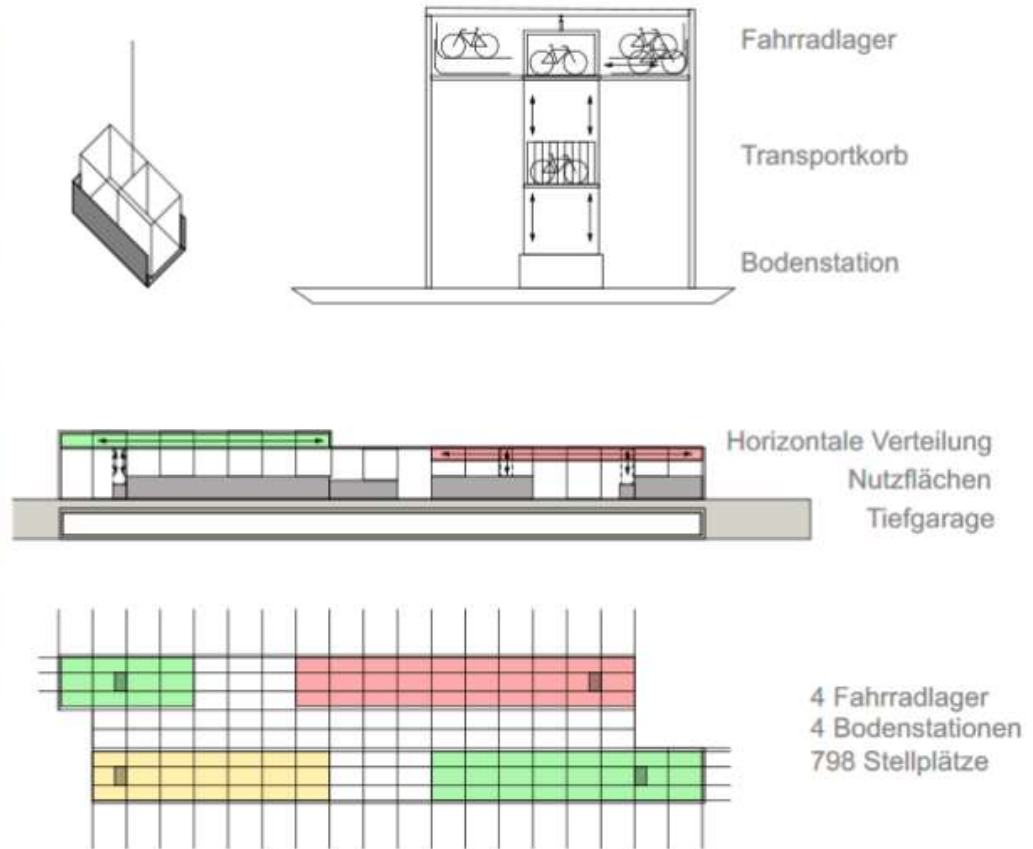 Fahrradlager
Transportkorb
Bodenstation
Horizontale Verteilung
Nutzflächen
Tiefgarage
4 Fahrradlager
4 Bodenstationen
798 Stellplätze